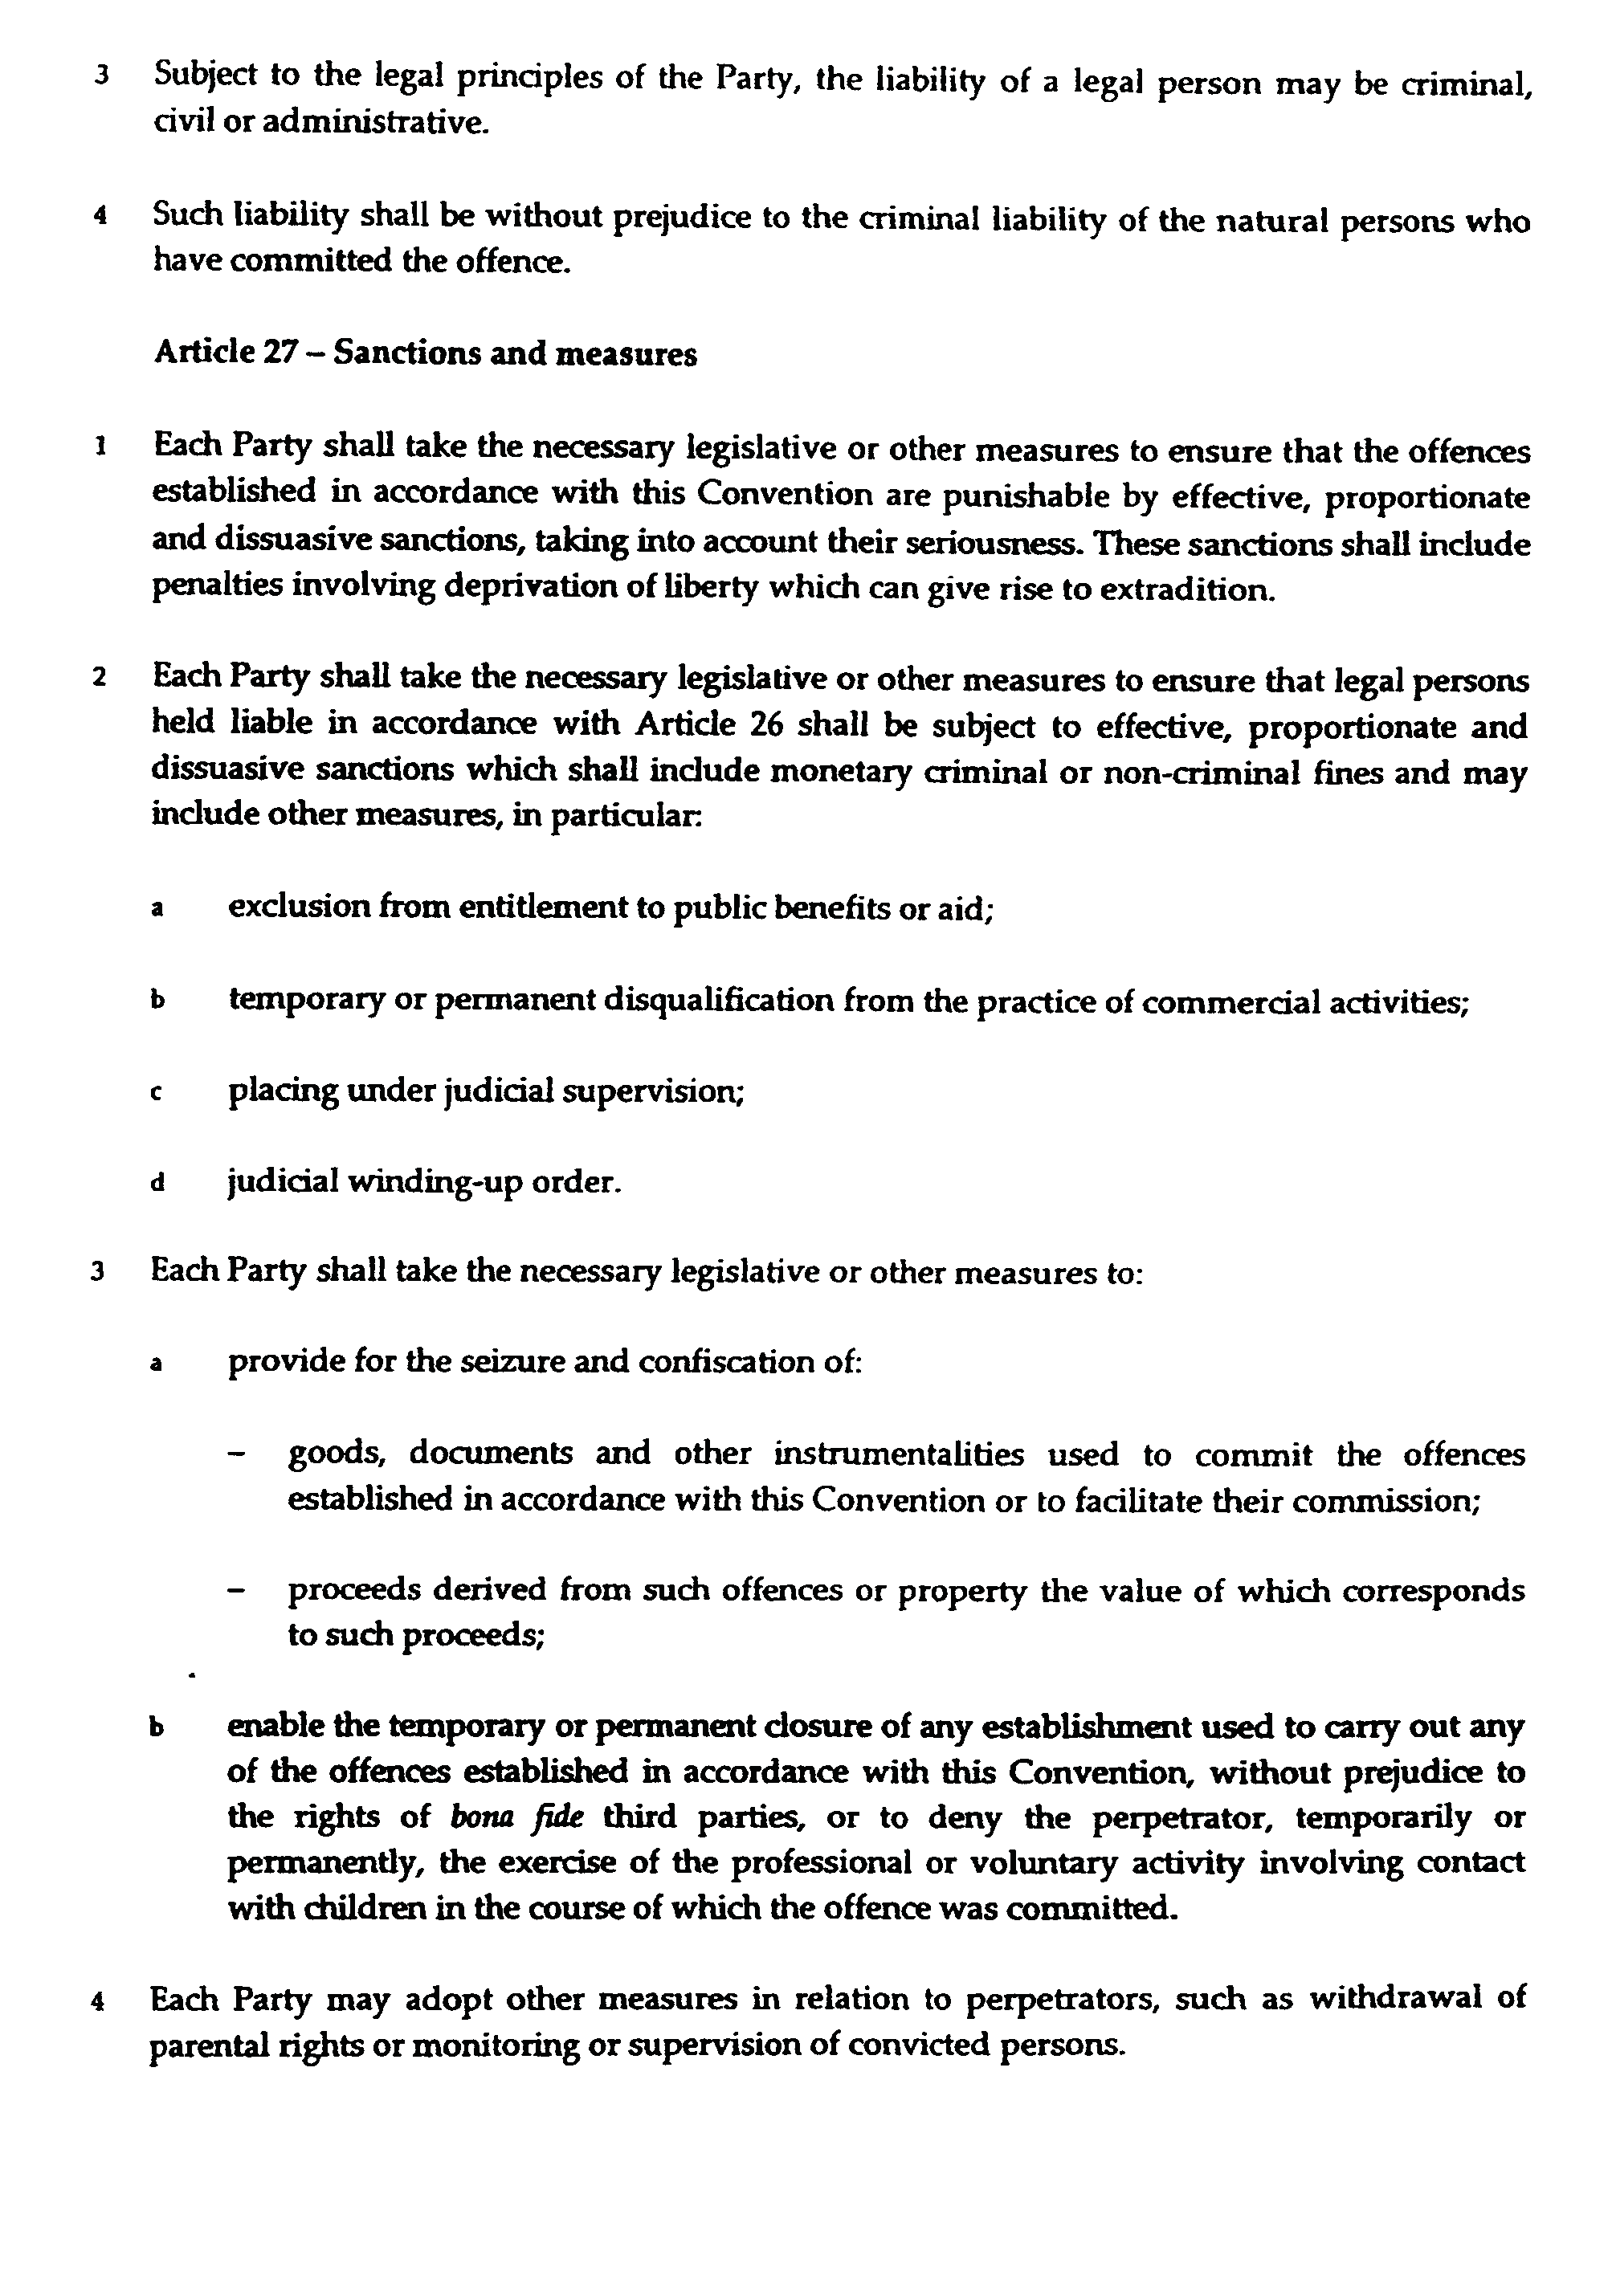 3 Subject to the legal principles of the Party, the liability of a legal person may be criminal,
civil or administrative.
4 Such liability shall be without prejudice to the criminal liability of the natural persons who
have committed the offence.
Article 27 – Sanctions and measures
1 Each Party shall take the necessary legislative or other measures to ensure that the offences
established in accordance with this Convention are punishable by effective, proportionate
and dissuasive sanctions, taking into account their seriousness. These sanctions shall include
penalties involving deprivation of liberty which can give rise to extradition.
2 Each Party shall take the necessary legislative or other measures to ensure that legal persons
held liable in accordance with Article 26 shall be subject to effective, proportionate and
dissuasive sanctions which shall include monetary criminal or non-criminal fines and may
include other measures, in particular:
a exclusion from entitlement to public benefits or aid;
b temporary or permanent disqualification from the practice of commercial activities;
c placing under judicial supervision;
d judicial winding-up order.
3 Each Party shall take the necessary legislative or other measures to:
a provide for the seizure and confiscation of:
– goods, documents and other instrumentalities used to commit the offences
established in accordance with this Convention or to facilitate their commission;
– proceeds derived from such offences or property the value of which corresponds
to such proceeds;
b enable the temporary or permanent closure of any establishment used to carry out any
of the offences established in accordance with this Convention, without prejudice to
the rights of bona fide third parties, or to deny the perpetrator, temporarily or
permanently, the exercise of the professional or voluntary activity involving contact
with children in the course of which the offence was committed.
4 Each Party may adopt other measures in relation to perpetrators, such as withdrawal of
parental rights or monitoring or supervision of convicted persons.